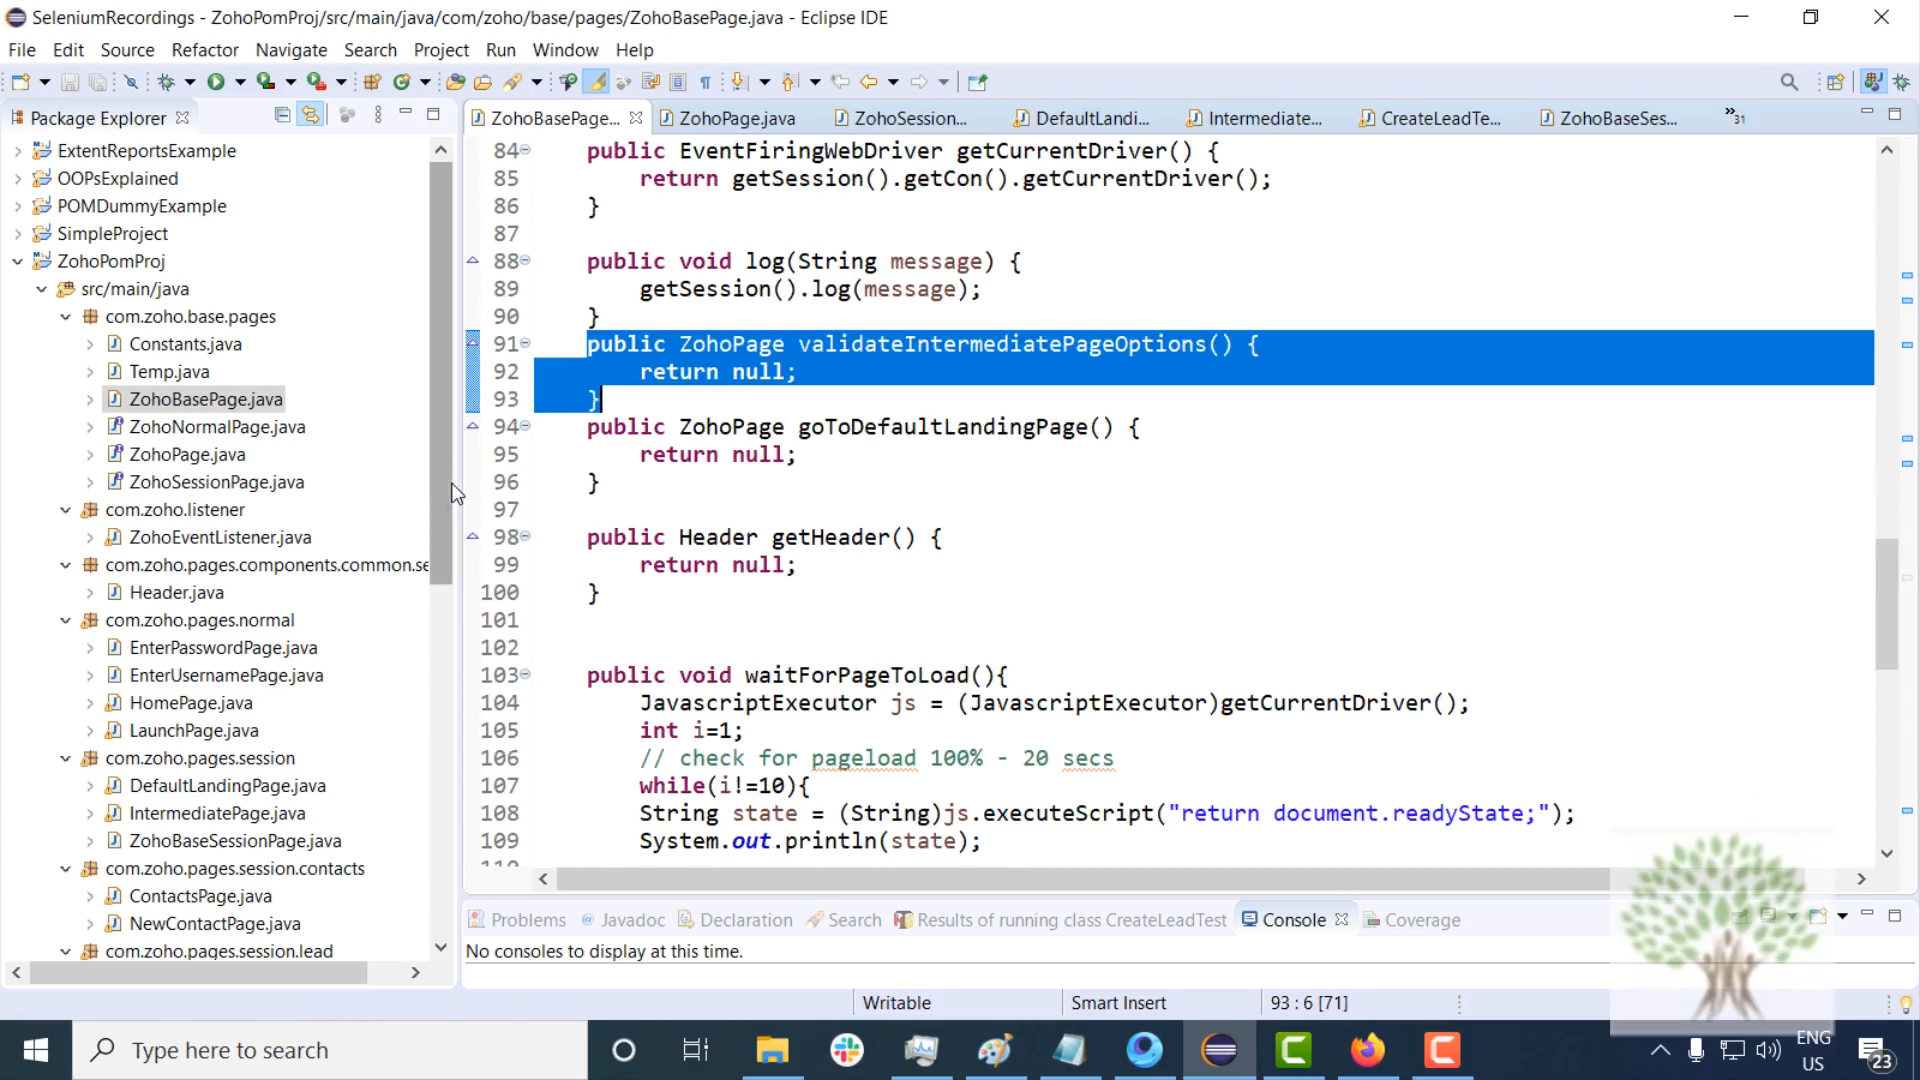 SeleniumRecordings - ZohoPomProj/src/main/java/com/zoho/base/pages/ZohoBasePage.java - Eclipse IDE
File Edit Source Refactor Navigate Search Project Run Window Help
Package Explorer
ExtentReportsExample
OOPsExplained
POMDummyExample
SimpleProject
ZohoPomProj
src/main/java
com.zoho.base.pages
Constants.java
Temp.java
ZohoBasePage.java
ZohoNormalPage.java
ZohoPage.java
ZohoSessionPage.java
com.zoho.listener
ZohoEventListener.java
com.zoho.pages.components.common.se
Header.java
com.zoho.pages.normal
EnterPasswordPage.java
EnterUsernamePage.java
HomePage.java
LaunchPage.java
com.zoho.pages.session
DefaultLandingPage.java
IntermediatePage.java
ZohoBaseSessionPage.java
com.zoho.pages.session.contacts
ContactsPage.java
NewContactPage.java
com.zoho.pages.session.lead
ZohoBasePage... ZohoPage.java ZohoSession... DefaultLandi... Intermediate... CreateLeadTe... ZohoBaseSes... »31
84 public EventFiringWebDriver getCurrentDriver() {
85 return getSession().getCon().getCurrentDriver();
86 }
87
88 public void log(String message) {
89 getSession().log(message);
90 }
91 public ZohoPage validateIntermediatePageOptions() {
92 return null;
93 }
94 public ZohoPage goToDefaultLandingPage() {
95 return null;
96 }
97
98 public Header getHeader() {
99 return null;
100 }
101
102
103 public void waitForPageToLoad(){
104 JavascriptExecutor js = (JavascriptExecutor)getCurrentDriver();
105 int i=1;
106 // check for pageload 100% - 20 secs
107 while(i!=10){
108 String state = (String)js.executeScript("return document.readyState;");
109 System.out.println(state);
Problems Javadoc Declaration Search Results of running class CreateLeadTest Console Coverage
No consoles to display at this time.
Writable Smart Insert 93 : 6 [71]
Type here to search
ENG
US
23